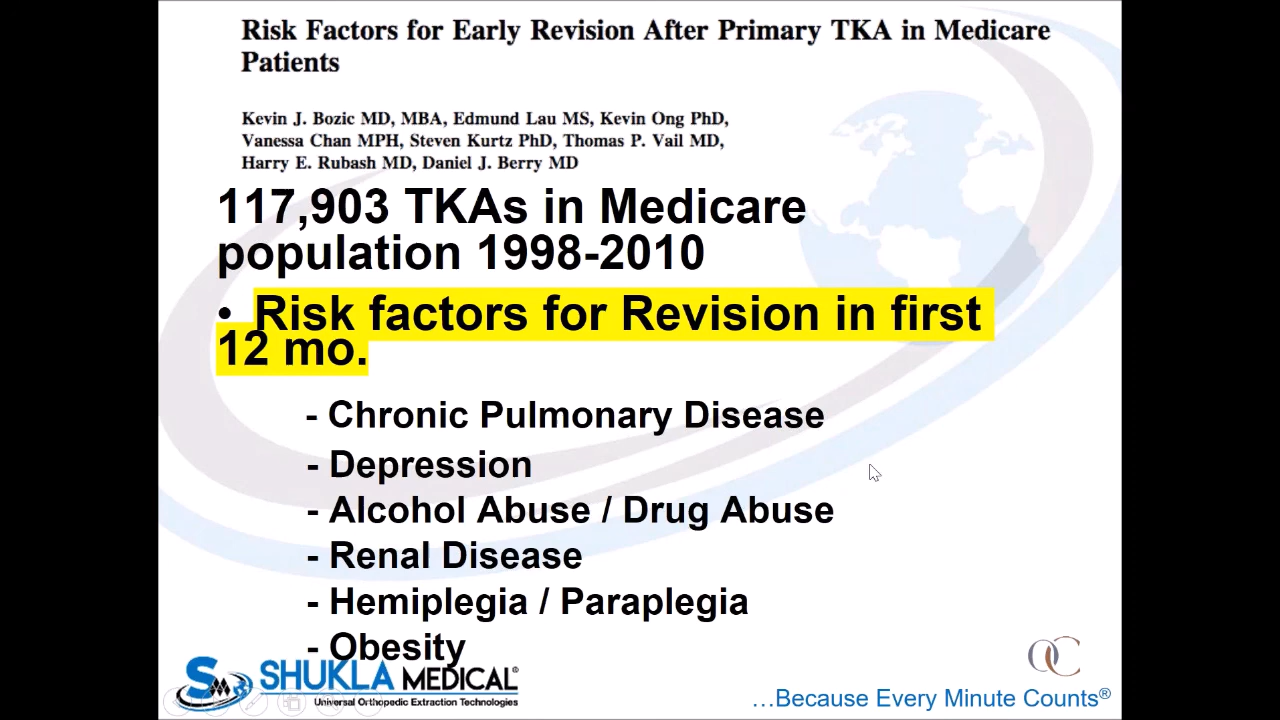 Risk Factors for Early Revision After Primary TKA in Medicare
Patients
Kevin J. Bozic MD, MBA, Edmund Lau MS, Kevin Ong PhD,
Vanessa Chan MPH, Steven Kurtz PhD, Thomas P. Vail MD,
Harry E. Rubash MD, Daniel J. Berry MD
117,903 TKAs in Medicare
population 1998-2010
• Risk factors for Revision in first
12 mo.
- Chronic Pulmonary Disease
- Depression
- Alcohol Abuse / Drug Abuse
- Renal Disease
- Hemiplegia / Paraplegia
- Obesity
SHUKLA MEDICAL®
Universal Orthopedic Extraction Technologies
OC
…Because Every Minute Counts®